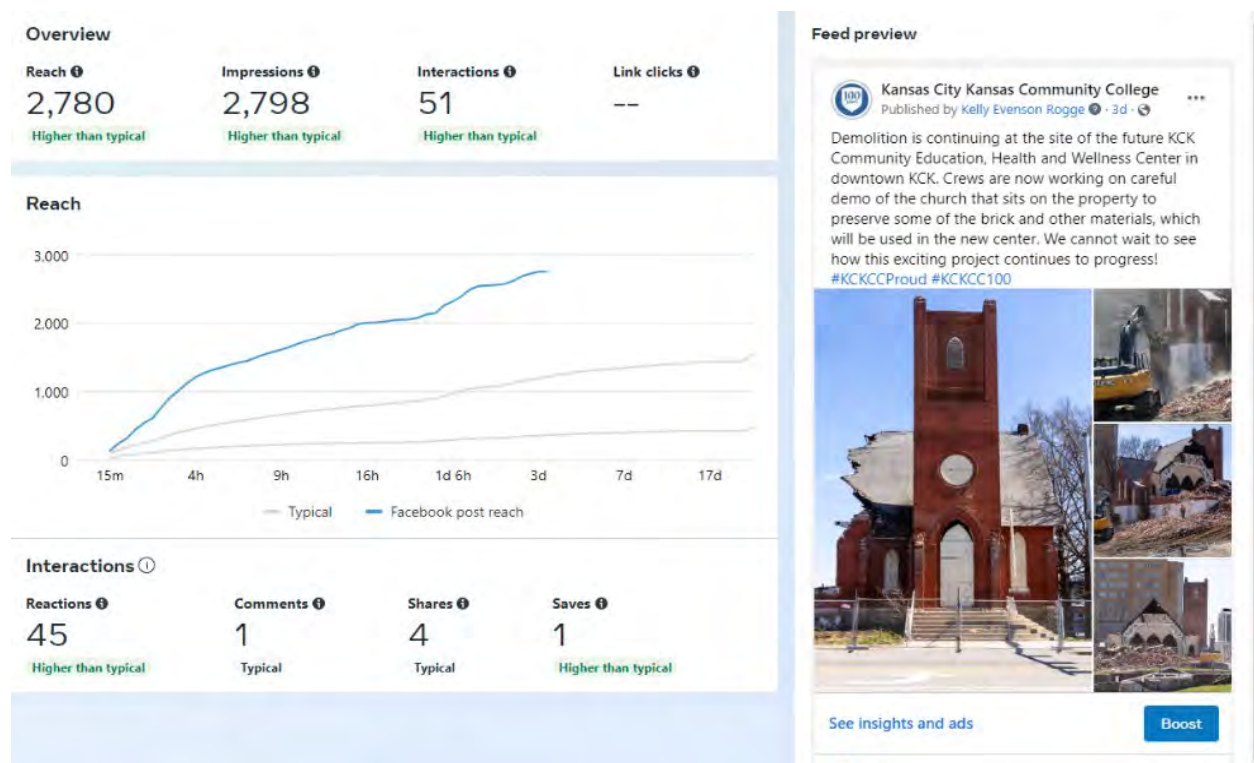 Overview
Reach
Impressions
Interactions
Link clicks
2,780
2,798
51
--
Higher than typical
Higher than typical
Higher than typical
Reach
3,000
2,000
1,000
0
15m 4h 9h 16h 1d 6h 3d 7d 17d
Typical Facebook post reach
Interactions
Reactions
Comments
Shares
Saves
45
1
4
1
Higher than typical
Typical
Typical
Higher than typical
Feed preview
100
Kansas City Kansas Community College
Published by Kelly Evenson Rogge · 3d ·
Demolition is continuing at the site of the future KCK
Community Education, Health and Wellness Center in
downtown KCK. Crews are now working on careful
demo of the church that sits on the property to
preserve some of the brick and other materials, which
will be used in the new center. We cannot wait to see
how this exciting project continues to progress!
#KCKCCProud #KCKCC100
See insights and ads
Boost